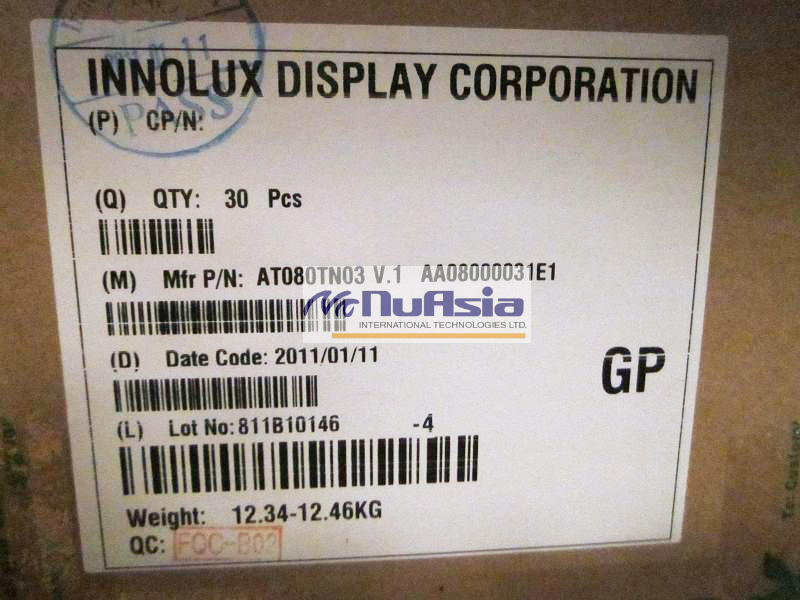 INNOLUX DISPLAY CORPORATION
PASS
(P) CP/N:
(Q) QTY: 30 Pcs
(M) Mfr P/N: AT080TN03 V.1 AA08000031E1
NuAsia
INTERNATIONAL TECHNOLOGIES LTD.
(D) Date Code: 2011/01/11
GP
(L) Lot No: 811B10146 -4
Weight: 12.34-12.46KG
QC: FQC-B02